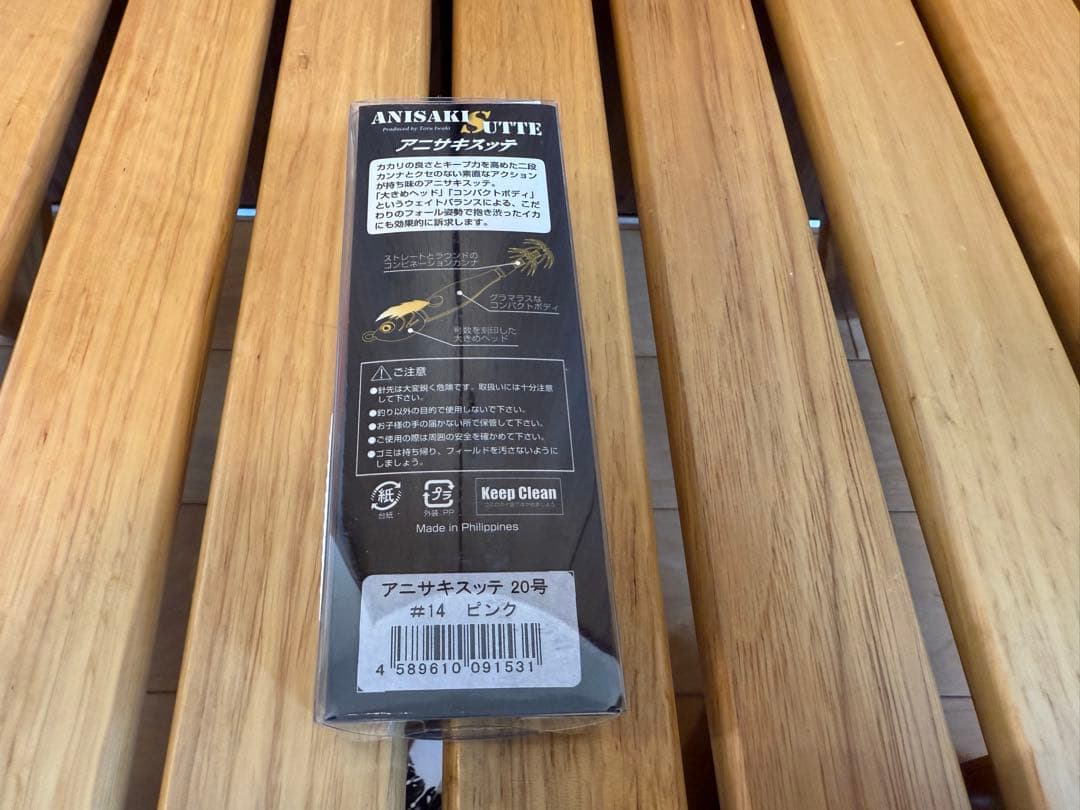 ANISAKISUTTE
Produced by Toru Iwaki
アニサキスッテ
カカリの良さとキープ力を高めた二段
カンナとクセのない素直なアクション
が持ち味のアニサキスッテ。
「大きめヘッド」「コンパクトボディ」
というウェイトバランスによる、こだ
わりのフォール姿勢で抱き渋ったイカ
にも効果的に訴求します。
ストレートとラウンドの
コンビネーションカンナ
グラマラスな
コンパクトボディ
号数を刻印した
大きめヘッド
ご注意
●針先は大変鋭く危険です。取扱いには十分注意
して下さい。
●釣り以外の目的で使用しないで下さい。
●お子様の手の届かない所で保管して下さい。
●ご使用の際は周囲の安全を確かめて下さい。
●ゴミは持ち帰り、フィールドを汚さないように
しましょう。
紙
台紙
プラ
外装:PP
Keep Clean
Made in Philippines
アニサキスッテ 20号
#14 ピンク
4 589610 091531